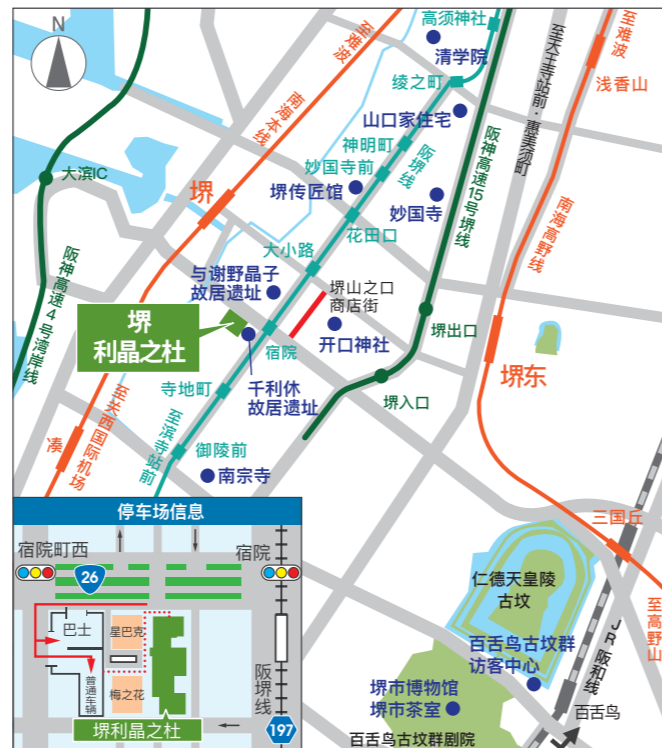 N
高须神社
清学院
至难波
南海本线
绫之町
至难波
浅香山
至天王寺站前・惠美须町
山口家住宅
神明町
阪堺线
妙国寺前
阪神高速15号堺线
大滨IC
堺
堺传匠馆
妙国寺
花田口
南海高野线
大小路
阪神高速4号湾岸线
与谢野晶子
故居遗址
堺山之口
商店街
堺
利晶之杜
开口神社
堺出口
宿院
堺东
寺地町
千利休
故居遗址
堺入口
至滨寺站前
至关西国际机场
凑
御陵前
南宗寺
三国丘
仁德天皇陵
古坟
至高野山
JR 阪和线
百舌鸟古坟群
访客中心
堺市博物馆
堺市茶室
百舌鸟
百舌鸟古坟群剧院
停车场信息
宿院町西
宿院
26
巴士
星巴克
普通车辆
梅之花
阪堺线
堺利晶之杜
197